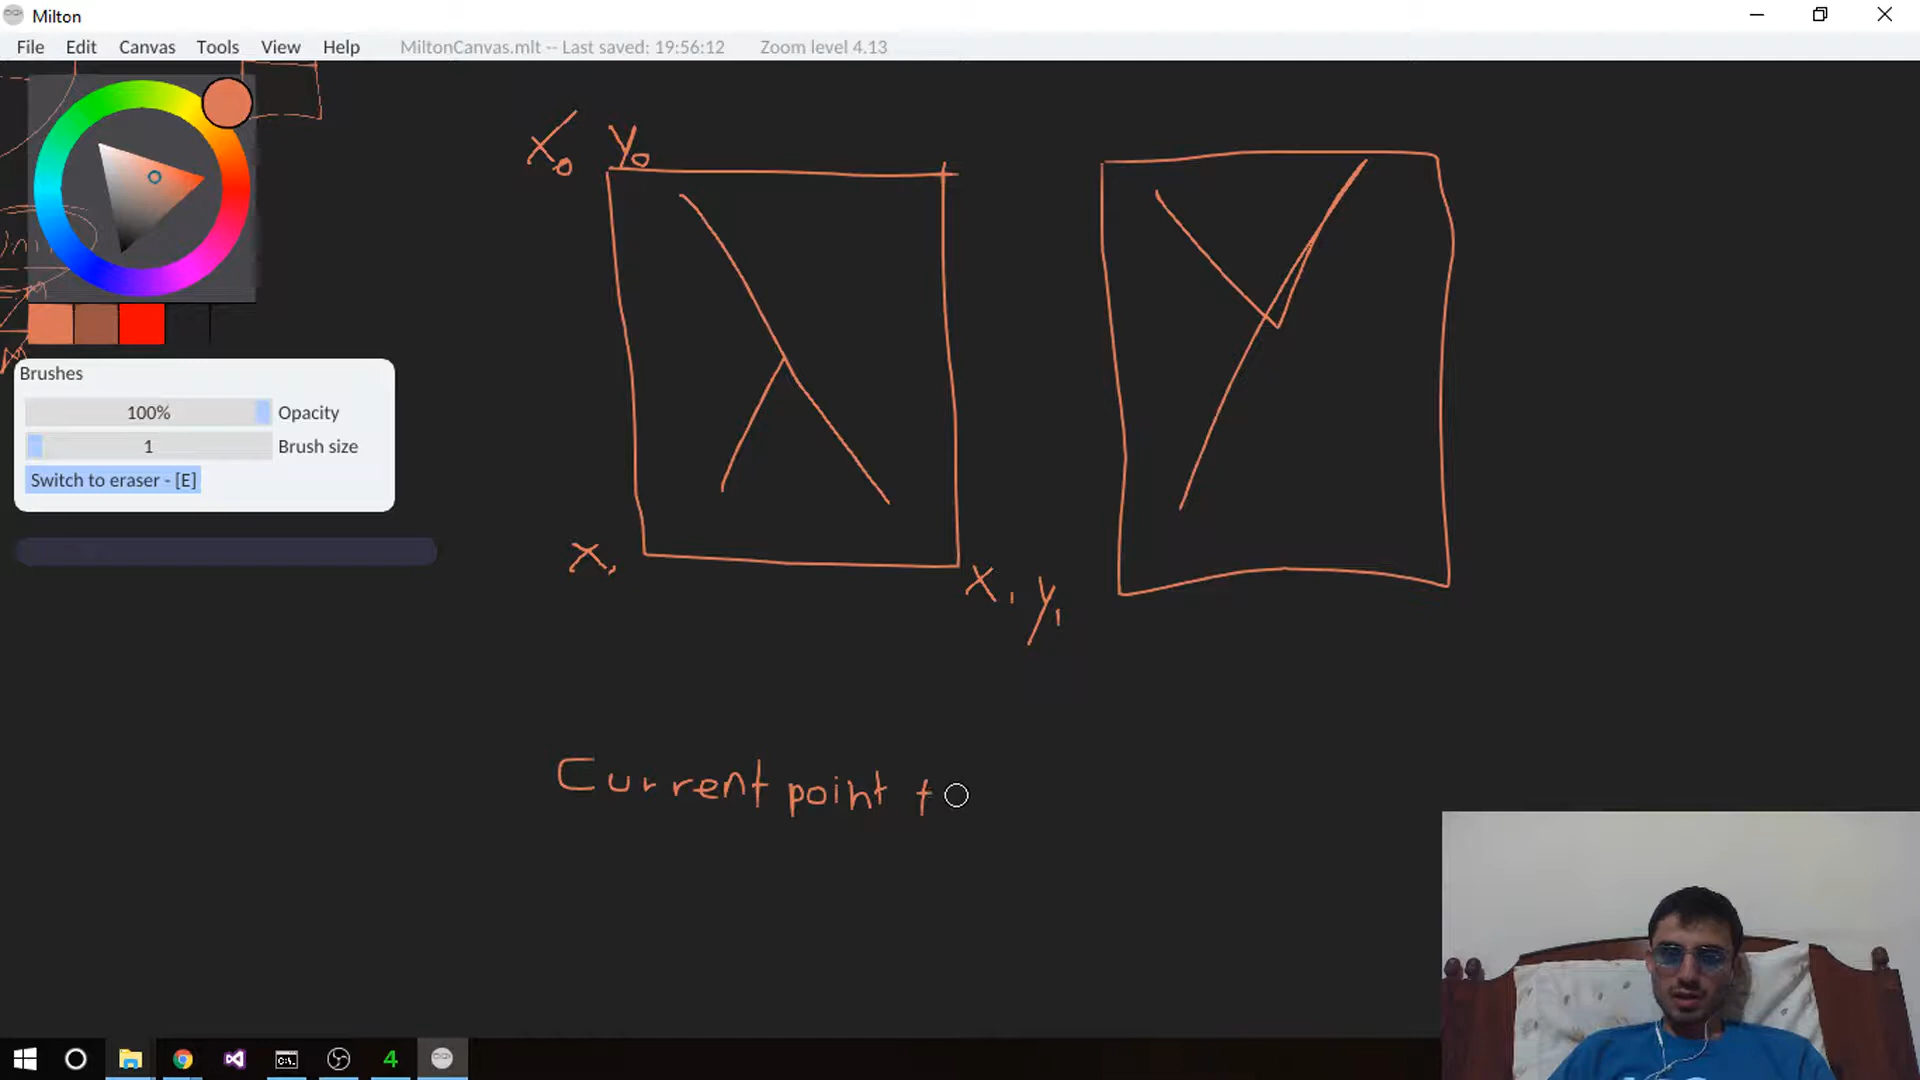 Milton
File Edit Canvas Tools View Help MiltonCanvas.mlt -- Last saved: 19:56:12 Zoom level 4.13
x₀ y₀
Brushes
100% Opacity
1 Brush size
Switch to eraser - [E]
x₁
x₁ y₁
Current point t
4